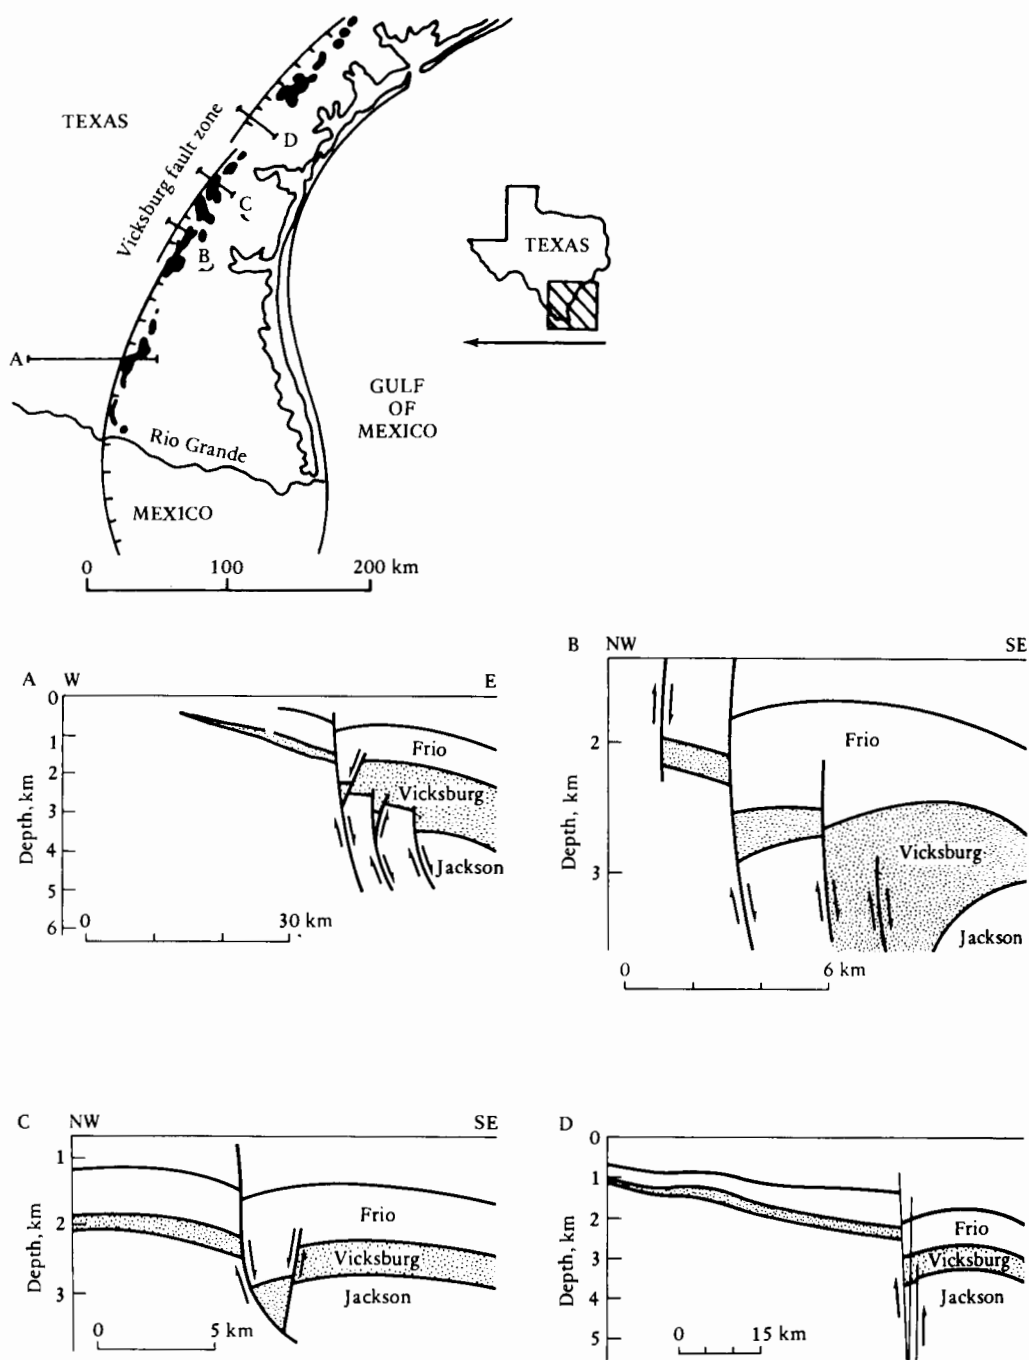 TEXAS
Vicksburg fault zone
D
C
B
A
TEXAS
GULF
OF
MEXICO
Rio Grande
MEXICO
0 100 200 km
A W E
0
1
2
3
4
5
6
Depth, km
Frio
Vicksburg
Jackson
0 30 km
B NW SE
2
3
Depth, km
Frio
Vicksburg
Jackson
0 6 km
C NW SE
1
2
3
Depth, km
Frio
Vicksburg
Jackson
0 5 km
D
0
1
2
3
4
5
Depth, km
Frio
Vicksburg
Jackson
0 15 km